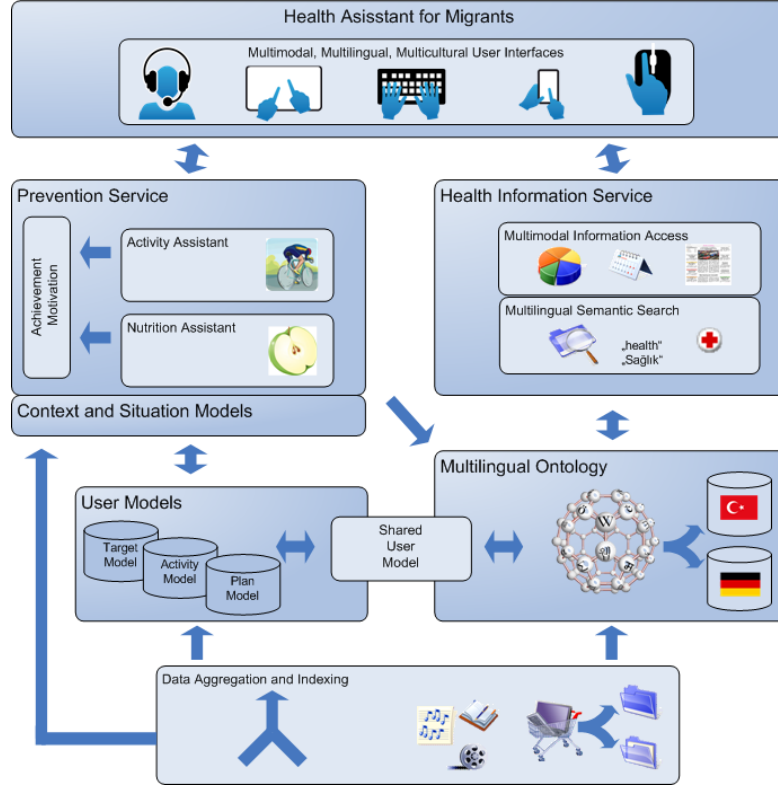 Health Asisstant for Migrants
Multimodal, Multilingual, Multicultural User Interfaces
Prevention Service
Achievement
Motivation
Activity Assistant
Nutrition Assistant
Context and Situation Models
Health Information Service
Multimodal Information Access
Multilingual Semantic Search
„health“
„Sağlık“
User Models
Target
Model
Activity
Model
Plan
Model
Shared
User
Model
Multilingual Ontology
W
Data Aggregation and Indexing